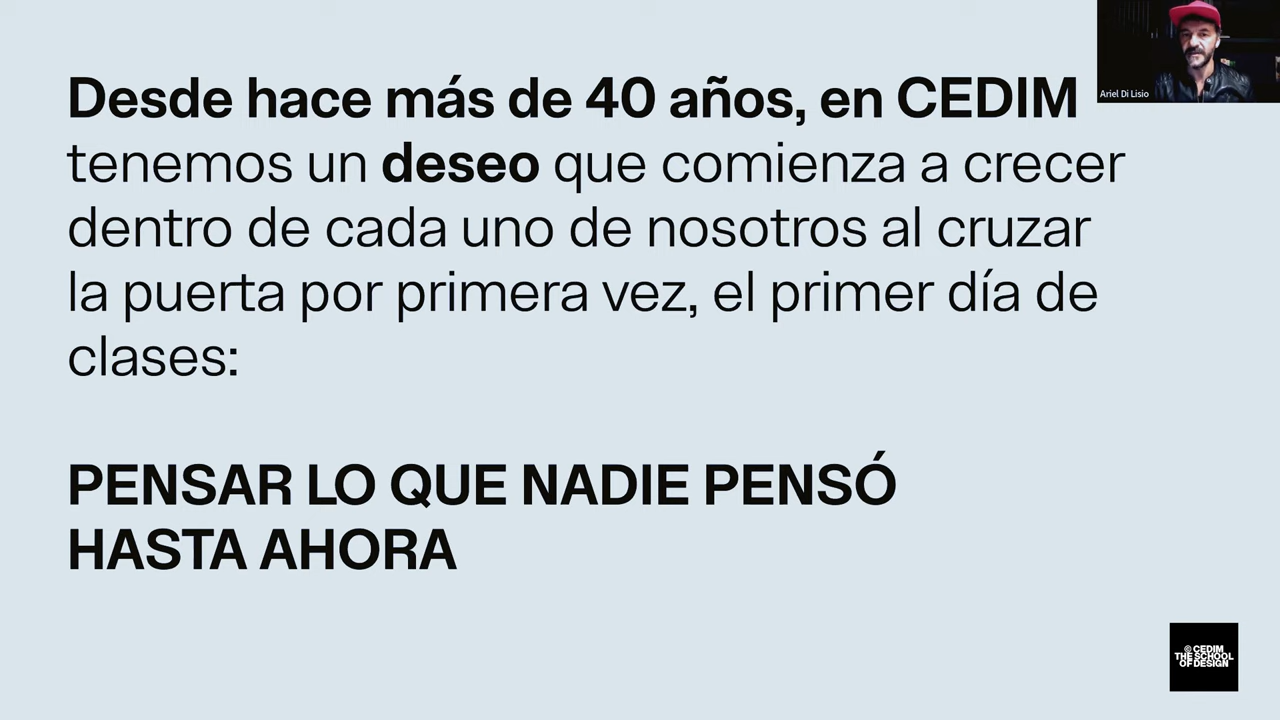 Desde hace más de 40 años, en CEDIM
tenemos un deseo que comienza a crecer
dentro de cada uno de nosotros al cruzar
la puerta por primera vez, el primer día de
clases:
PENSAR LO QUE NADIE PENSÓ
HASTA AHORA
Ariel Di Lisio
© CEDIM
THE SCHOOL
OF DESIGN